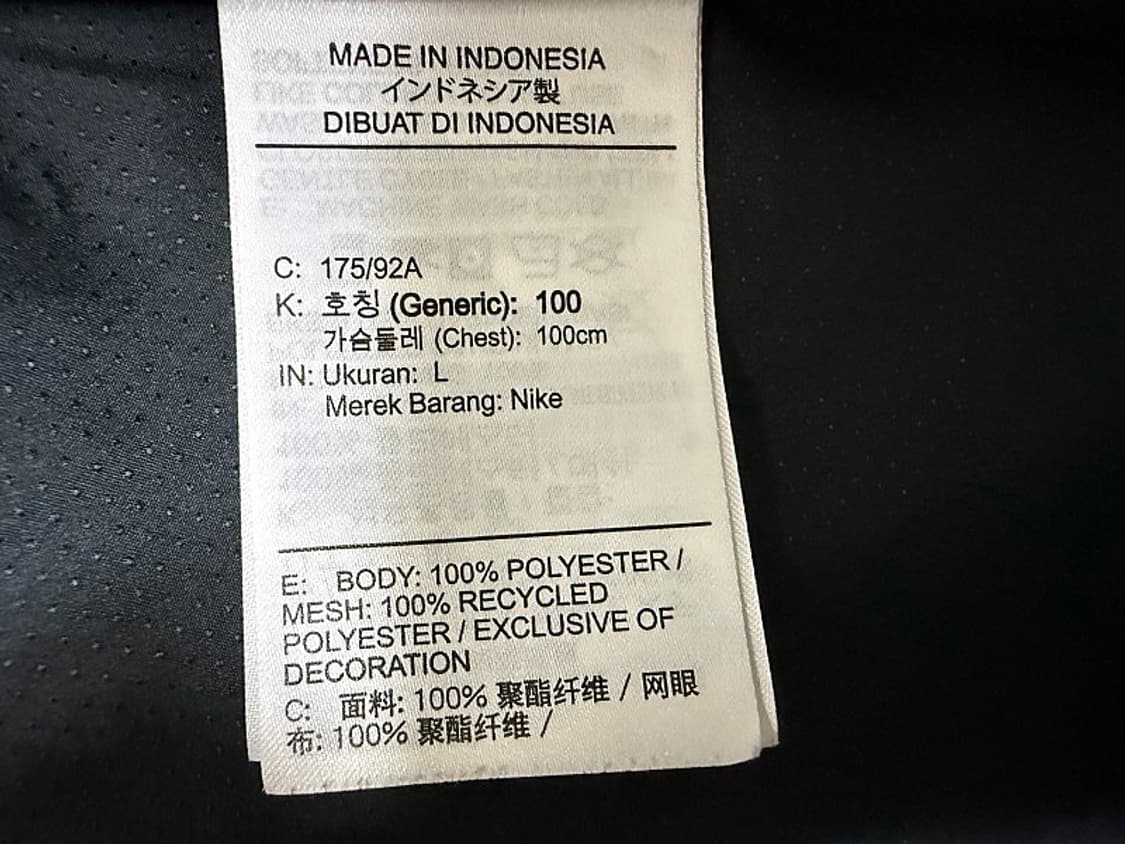 MADE IN INDONESIA
インドネシア製
DIBUAT DI INDONESIA
C: 175/92A
K: 호칭 (Generic): 100
가슴둘레 (Chest): 100cm
IN: Ukuran: L
Merek Barang: Nike
E: BODY: 100% POLYESTER /
MESH: 100% RECYCLED
POLYESTER / EXCLUSIVE OF
DECORATION
C: 面料: 100% 聚酯纤维 / 网眼
布: 100% 聚酯纤维 /